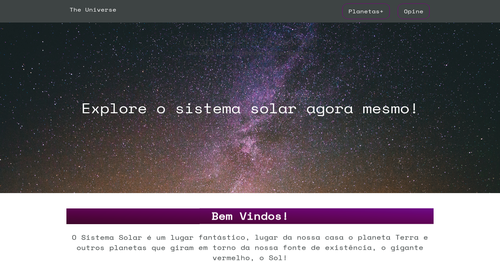 The Universe
Planetas+
Opine
Explore o sistema solar agora mesmo!
Bem Vindos!
O Sistema Solar é um lugar fantástico, lugar da nossa casa o planeta Terra e
outros planetas que giram em torno da nossa fonte de existência, o gigante
vermelho, o Sol!